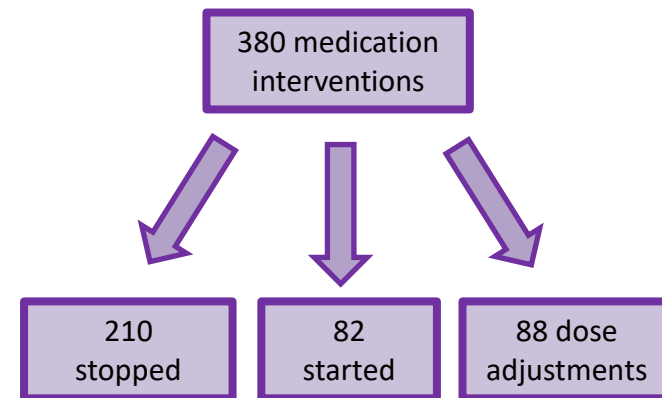 380 medication
interventions
210
stopped
82
started
88 dose
adjustments